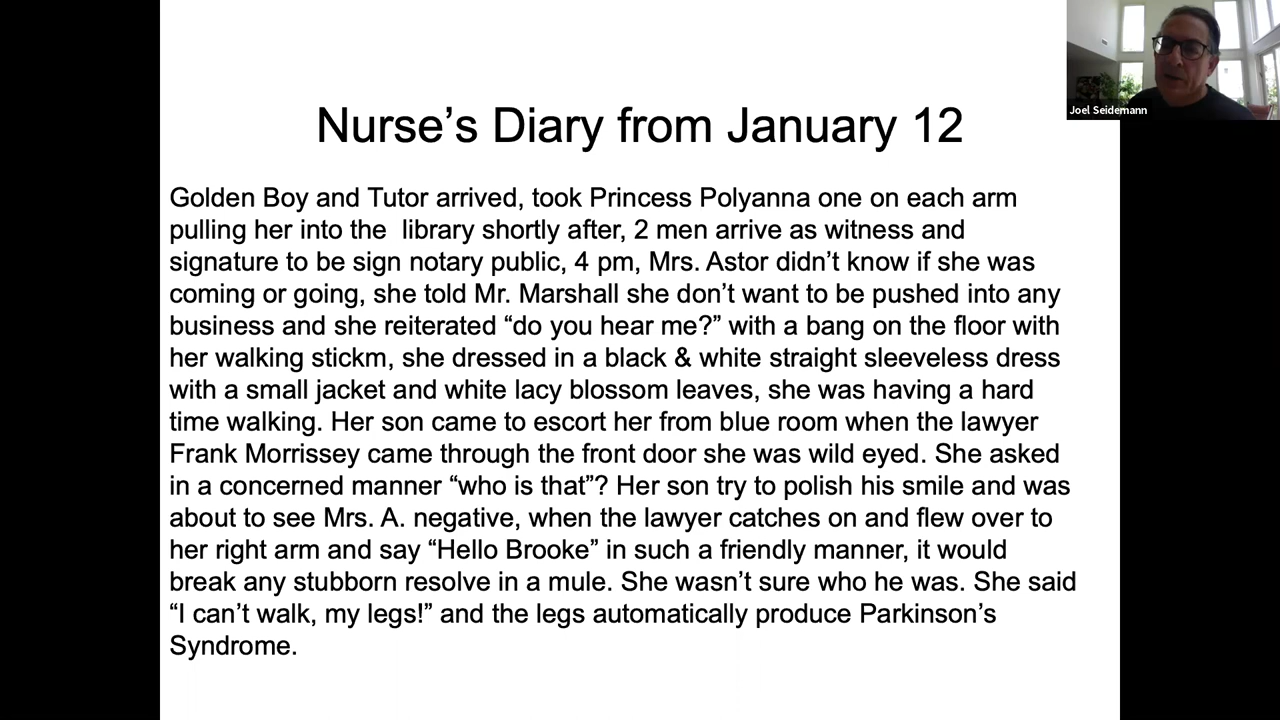 Joel Seidemann
Nurse's Diary from January 12
Golden Boy and Tutor arrived, took Princess Polyanna one on each arm
pulling her into the  library shortly after, 2 men arrive as witness and
signature to be sign notary public, 4 pm, Mrs. Astor didn't know if she was
coming or going, she told Mr. Marshall she don't want to be pushed into any
business and she reiterated “do you hear me?” with a bang on the floor with
her walking stickm, she dressed in a black & white straight sleeveless dress
with a small jacket and white lacy blossom leaves, she was having a hard
time walking. Her son came to escort her from blue room when the lawyer
Frank Morrissey came through the front door she was wild eyed. She asked
in a concerned manner “who is that”? Her son try to polish his smile and was
about to see Mrs. A. negative, when the lawyer catches on and flew over to
her right arm and say “Hello Brooke” in such a friendly manner, it would
break any stubborn resolve in a mule. She wasn't sure who he was. She said
“I can't walk, my legs!” and the legs automatically produce Parkinson's
Syndrome.